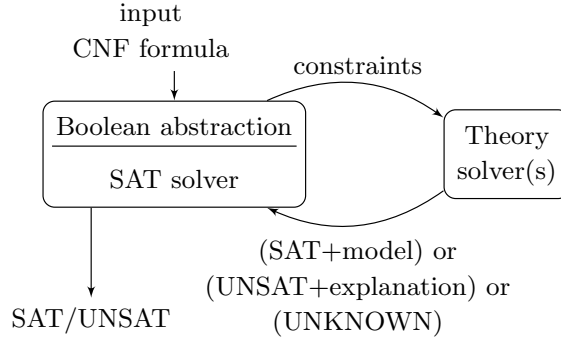 input
CNF formula
constraints
Boolean abstraction
SAT solver
Theory
solver(s)
(SAT+model) or
(UNSAT+explanation) or
(UNKNOWN)
SAT/UNSAT